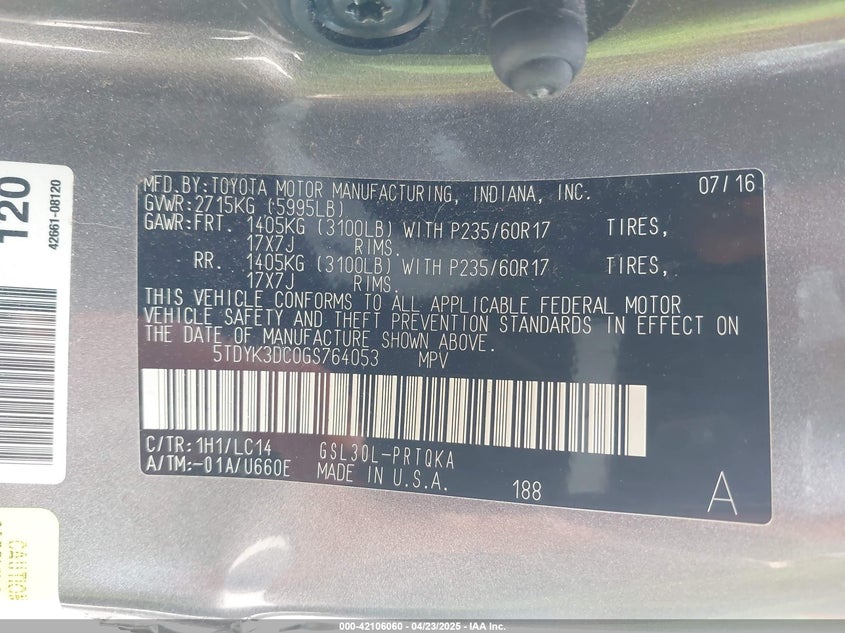 MFD.BY:TOYOTA MOTOR MANUFACTURING, INDIANA, INC. 07/16
GVWR:2715KG (5995LB)
GAWR:FRT. 1405KG (3100LB) WITH P235/60R17 TIRES,
17X7J RIMS.
RR. 1405KG (3100LB) WITH P235/60R17 TIRES,
17X7J RIMS.
THIS VEHICLE CONFORMS TO ALL APPLICABLE FEDERAL MOTOR
VEHICLE SAFETY AND THEFT PREVENTION STANDARDS IN EFFECT ON
THE DATE OF MANUFACTURE SHOWN ABOVE.
5TDYK3DC0GS764053 MPV
C/TR:1H1/LC14 GSL30L-PRTQKA
A/TM:-01A/U660E MADE IN U.S.A. 188 A
120
42661-08120
CAUTION
000-42106060 - 04/23/2025 - IAA Inc.